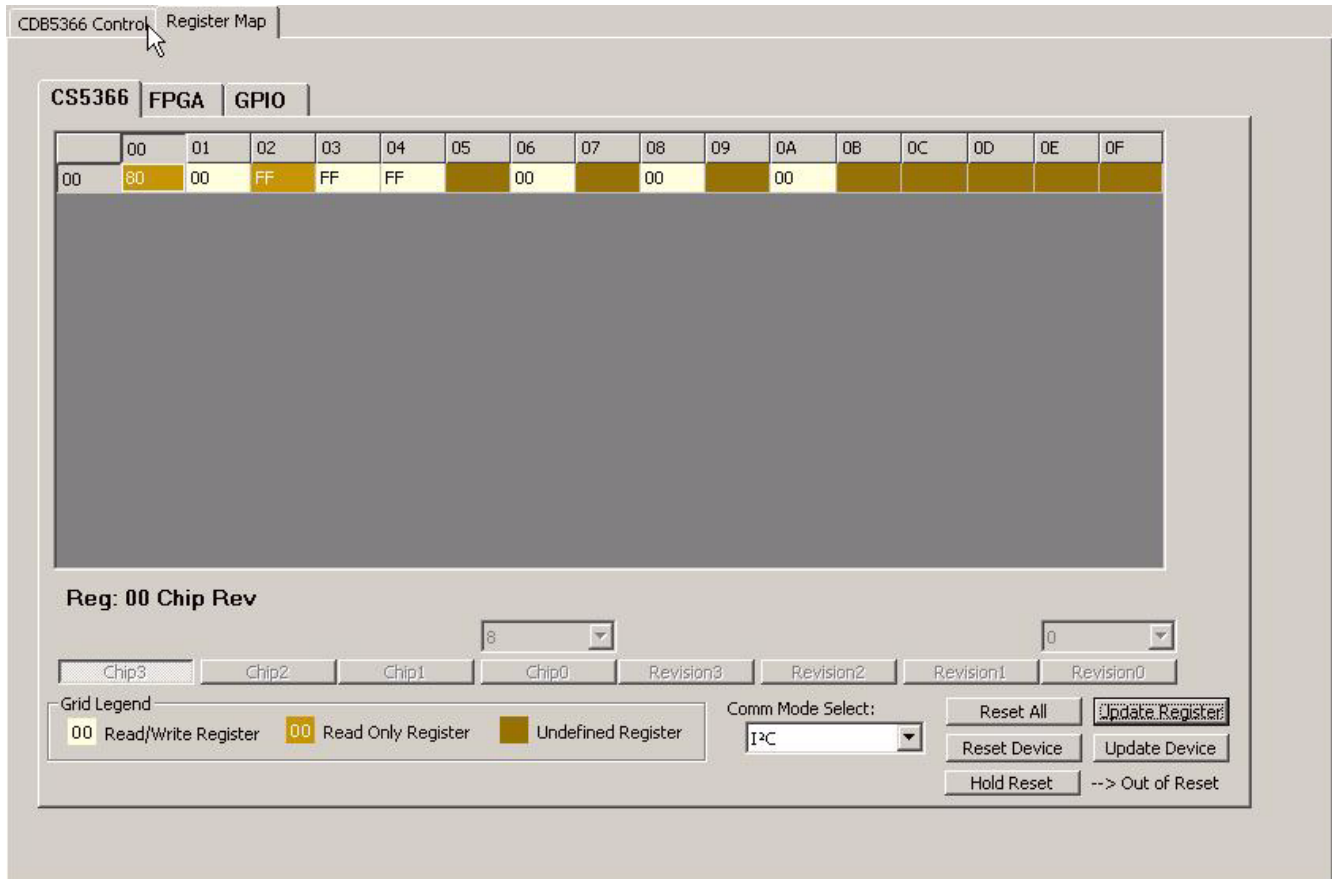 CDB5366 Control Register Map
CS5366 FPGA GPIO
00 01 02 03 04 05 06 07 08 09 0A 0B 0C 0D 0E 0F
00 80 00 FF FF FF 00 00 00
Reg: 00 Chip Rev
8 0
Chip3 Chip2 Chip1 Chip0 Revision3 Revision2 Revision1 Revision0
Grid Legend
00 Read/Write Register 00 Read Only Register Undefined Register
Comm Mode Select:
I²C
Reset All Update Register
Reset Device Update Device
Hold Reset --> Out of Reset